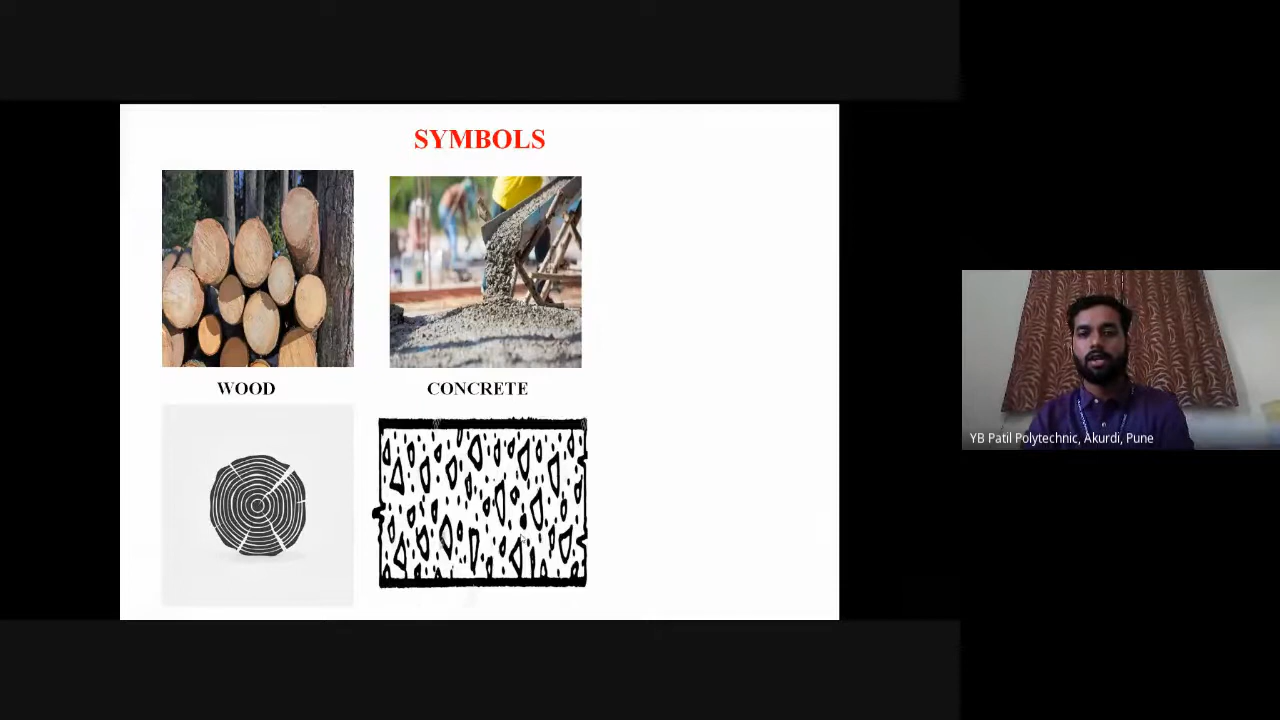 SYMBOLS
WOOD
CONCRETE
YB Patil Polytechnic, Akurdi, Pune